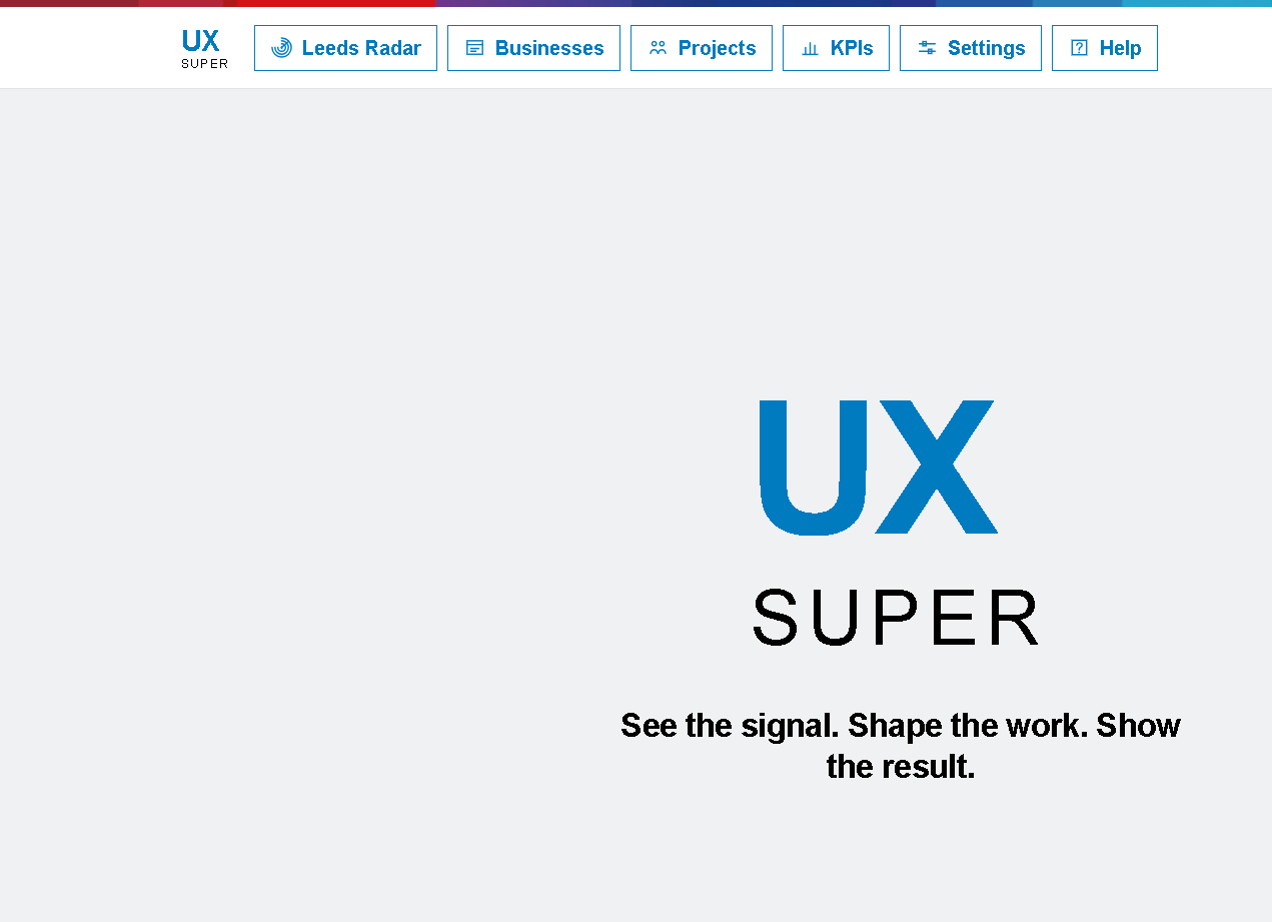 UX
SUPER
Leeds Radar
Businesses
Projects
KPIs
Settings
Help
UX
SUPER
See the signal. Shape the work. Show
the result.